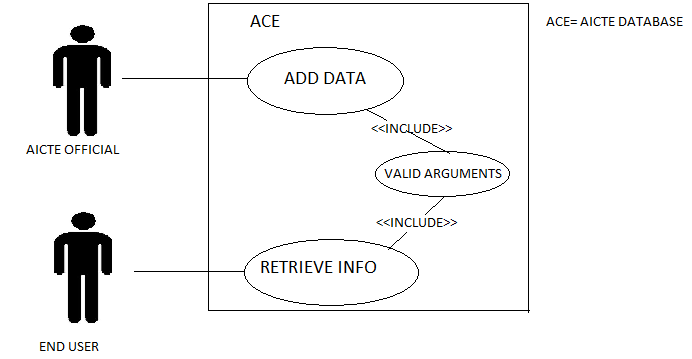 ACE
ACE= AICTE DATABASE
ADD DATA
<<INCLUDE>>
AICTE OFFICIAL
VALID ARGUMENTS
<<INCLUDE>>
RETRIEVE INFO
END USER